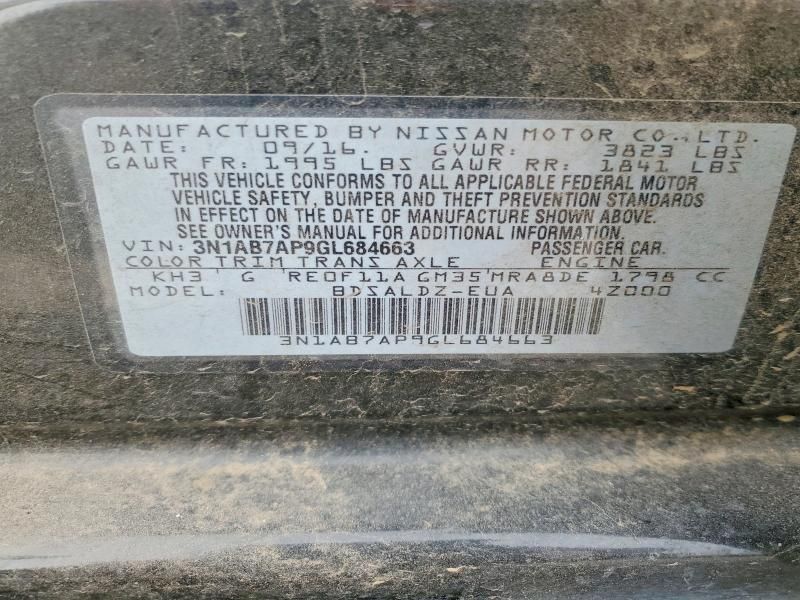 MANUFACTURED BY NISSAN MOTOR CO., LTD.
DATE: 09/16. GVWR: 3823 LBS
GAWR FR: 1995 LBS GAWR RR: 1841 LBS
THIS VEHICLE CONFORMS TO ALL APPLICABLE FEDERAL MOTOR
VEHICLE SAFETY, BUMPER AND THEFT PREVENTION STANDARDS
IN EFFECT ON THE DATE OF MANUFACTURE SHOWN ABOVE.
SEE OWNER'S MANUAL FOR ADDITIONAL INFORMATION.
VIN: 3N1AB7AP9GL684663 PASSENGER CAR.
COLOR TRIM TRANS AXLE ENGINE
KH3 G RE0F11A GM35 MRA8DE 1798 CC
MODEL: BDSALDZ-EUA 4Z000
3N1AB7AP9GL684663